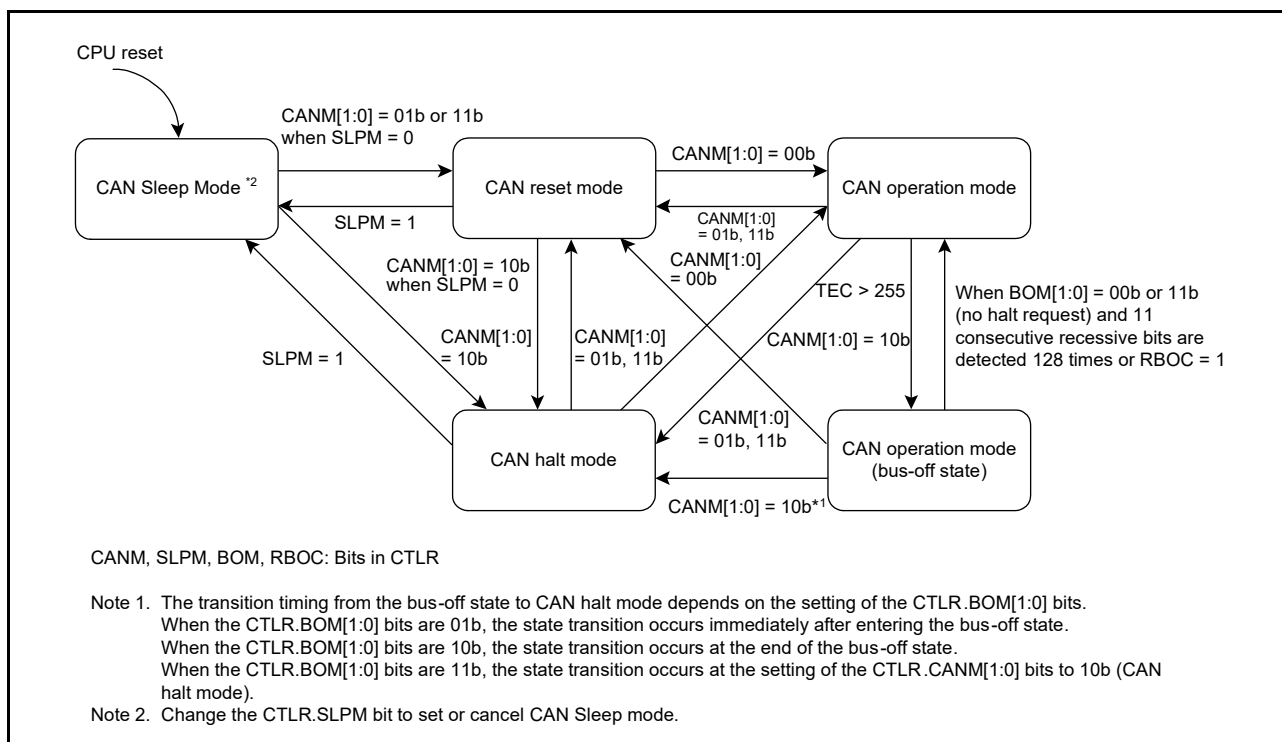 CPU reset
CANM[1:0] = 01b or 11b
when SLPM = 0
CANM[1:0] = 00b
CAN Sleep Mode *2
CAN reset mode
CAN operation mode
SLPM = 1
CANM[1:0]
= 01b, 11b
CANM[1:0] = 10b
when SLPM = 0
CANM[1:0]
= 00b
TEC > 255
When BOM[1:0] = 00b or 11b
(no halt request) and 11
consecutive recessive bits are
detected 128 times or RBOC = 1
SLPM = 1
CANM[1:0]
= 10b
CANM[1:0]
= 01b, 11b
CANM[1:0] = 10b
CANM[1:0]
= 01b, 11b
CAN halt mode
CAN operation mode
(bus-off state)
CANM[1:0] = 10b*1
CANM, SLPM, BOM, RBOC: Bits in CTLR
Note 1. The transition timing from the bus-off state to CAN halt mode depends on the setting of the CTLR.BOM[1:0] bits.
When the CTLR.BOM[1:0] bits are 01b, the state transition occurs immediately after entering the bus-off state.
When the CTLR.BOM[1:0] bits are 10b, the state transition occurs at the end of the bus-off state.
When the CTLR.BOM[1:0] bits are 11b, the state transition occurs at the setting of the CTLR.CANM[1:0] bits to 10b (CAN
halt mode).
Note 2. Change the CTLR.SLPM bit to set or cancel CAN Sleep mode.